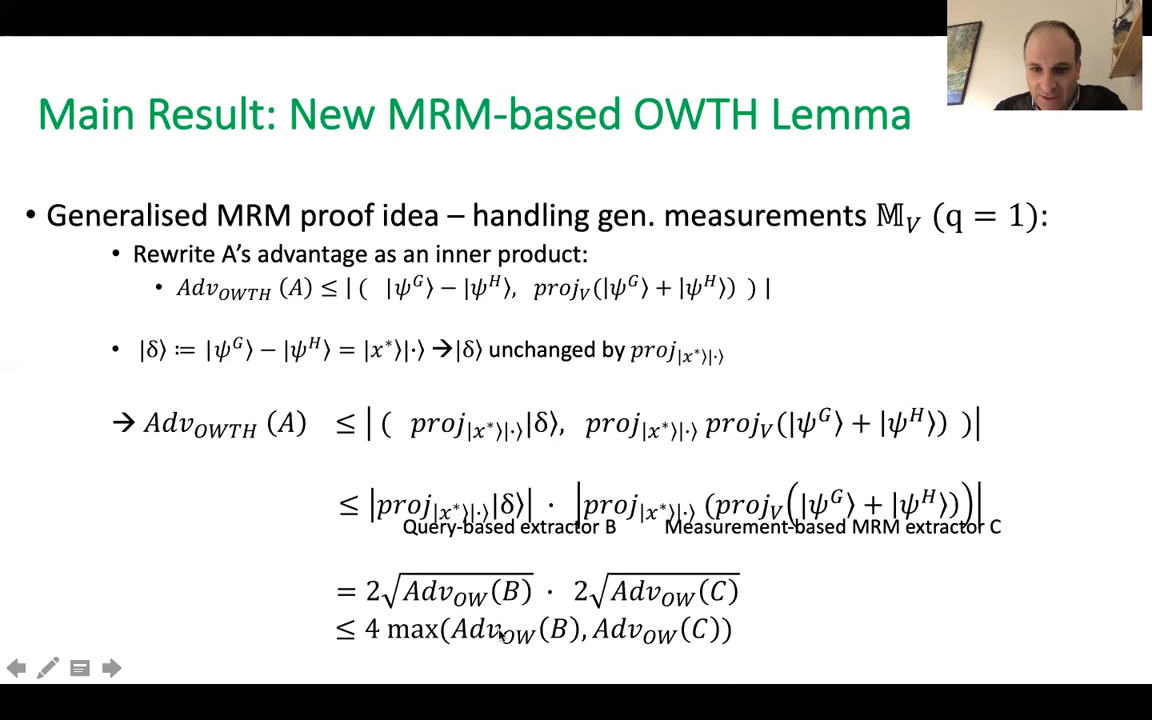 Main Result: New MRM-based OWTH Lemma
• Generalised MRM proof idea – handling gen. measurements 𝕄_V (q = 1):
• Rewrite A's advantage as an inner product:
• Adv_OWTH (A) ≤ | ( |ψ^G⟩ − |ψ^H⟩, proj_V(|ψ^G⟩ + |ψ^H⟩) ) |
• |δ⟩ ≔ |ψ^G⟩ − |ψ^H⟩ = |x*⟩|·⟩ → |δ⟩ unchanged by proj_|x*⟩|·⟩
→ Adv_OWTH (A) ≤ | ( proj_|x*⟩|·⟩|δ⟩, proj_|x*⟩|·⟩ proj_V(|ψ^G⟩ + |ψ^H⟩) )|
≤ |proj_|x*⟩|·⟩|δ⟩| · |proj_|x*⟩|·⟩ (proj_V(|ψ^G⟩ + |ψ^H⟩))|
Query-based extractor B Measurement-based MRM extractor C
= 2√Adv_OW(B) · 2√Adv_OW(C)
≤ 4 max(Adv_OW(B), Adv_OW(C))